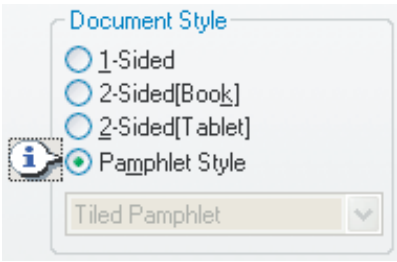 Document Style
1-Sided
2-Sided[Book]
2-Sided[Tablet]
Pamphlet Style
Tiled Pamphlet